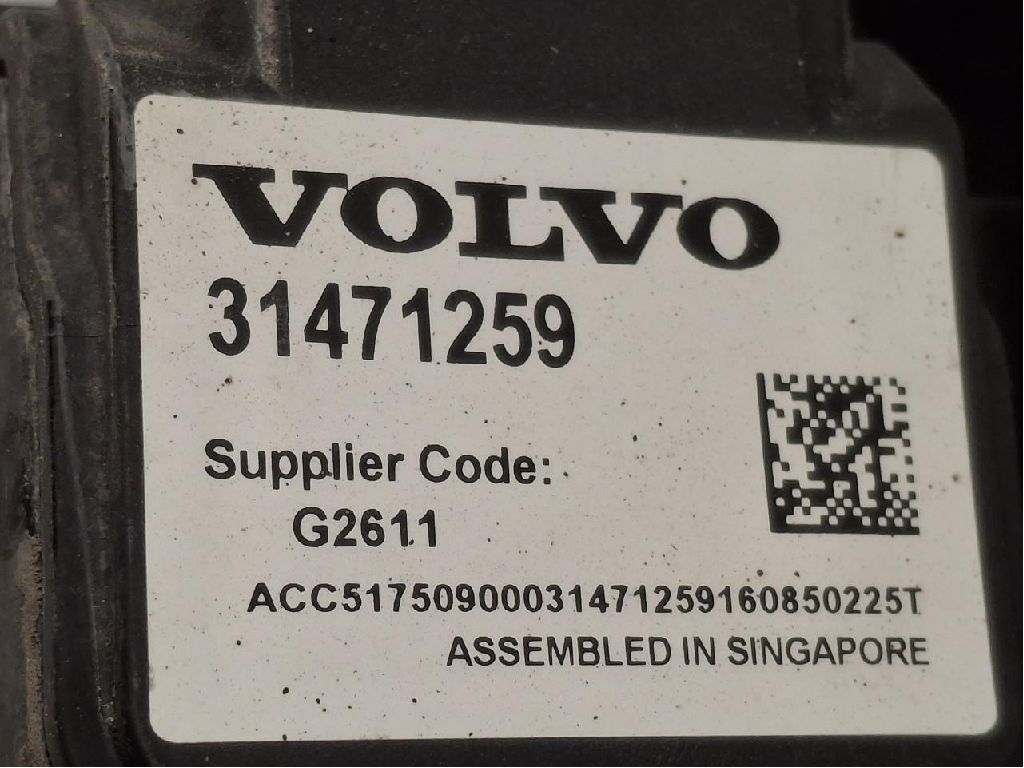 VOLVO
31471259
Supplier Code:
G2611
ACC51750900031471259160850225T
ASSEMBLED IN SINGAPORE